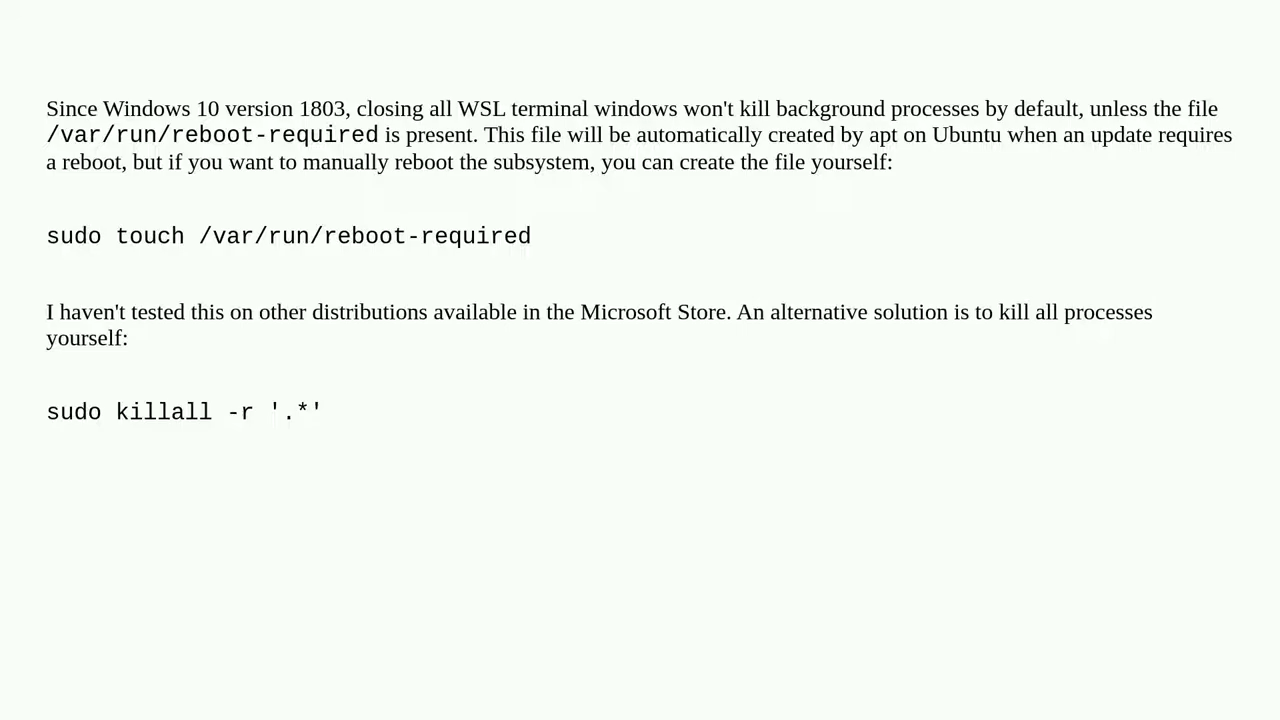 Since Windows 10 version 1803, closing all WSL terminal windows won't kill background processes by default, unless the file
/var/run/reboot-required is present. This file will be automatically created by apt on Ubuntu when an update requires
a reboot, but if you want to manually reboot the subsystem, you can create the file yourself:
sudo touch /var/run/reboot-required
I haven't tested this on other distributions available in the Microsoft Store. An alternative solution is to kill all processes
yourself:
sudo killall -r '.*'